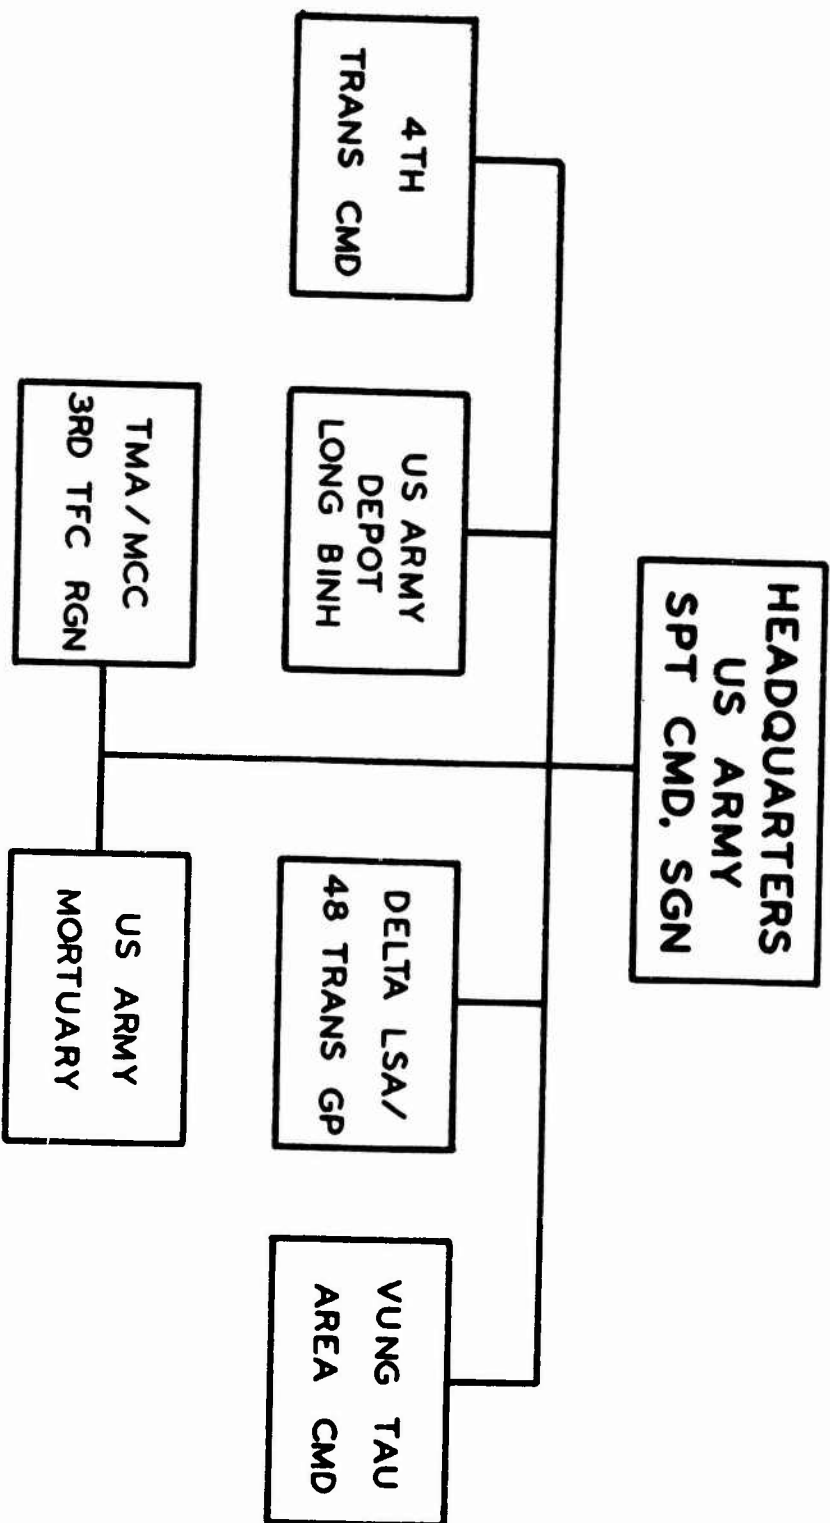 HEADQUARTERS
US ARMY
SPT CMD. SGN
4TH
TRANS CMD
US ARMY
DEPOT
LONG BINH
DELTA LSA/
48 TRANS GP
VUNG TAU
AREA CMD
TMA/MCC
3RD TFC RGN
US ARMY
MORTUARY